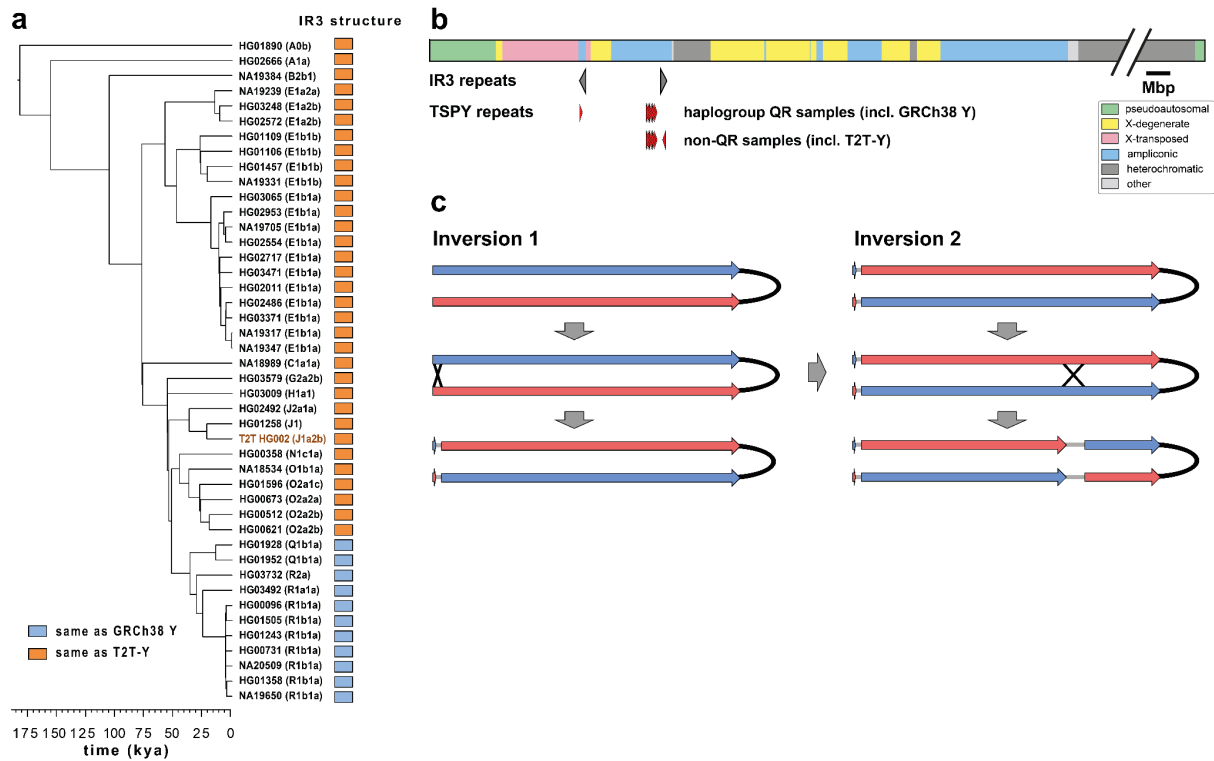 a
IR3 structure
HG01890 (A0b)
HG02666 (A1a)
NA19384 (B2b1)
NA19239 (E1a2a)
HG03248 (E1a2b)
HG02572 (E1a2b)
HG01109 (E1b1b)
HG01106 (E1b1b)
HG01457 (E1b1b)
NA19331 (E1b1b)
HG03065 (E1b1a)
HG02953 (E1b1a)
NA19705 (E1b1a)
HG02554 (E1b1a)
HG02717 (E1b1a)
HG03471 (E1b1a)
HG02011 (E1b1a)
HG02486 (E1b1a)
HG03371 (E1b1a)
NA19317 (E1b1a)
NA19347 (E1b1a)
NA18989 (C1a1a)
HG03579 (G2a2b)
HG03009 (H1a1)
HG02492 (J2a1a)
HG01258 (J1)
T2T HG002 (J1a2b)
HG00358 (N1c1a)
NA18534 (O1b1a)
HG01596 (O2a1c)
HG00673 (O2a2a)
HG00512 (O2a2b)
HG00621 (O2a2b)
HG01928 (Q1b1a)
HG01952 (Q1b1a)
HG03732 (R2a)
HG03492 (R1a1a)
HG00096 (R1b1a)
HG01505 (R1b1a)
HG01243 (R1b1a)
HG00731 (R1b1a)
NA20509 (R1b1a)
HG01358 (R1b1a)
NA19650 (R1b1a)
same as GRCh38 Y
same as T2T-Y
175 150 125 100 75 50 25 0
time (kya)
b
IR3 repeats
TSPY repeats
haplogroup QR samples (incl. GRCh38 Y)
non-QR samples (incl. T2T-Y)
Mbp
pseudoautosomal
X-degenerate
X-transposed
ampliconic
heterochromatic
other
c
Inversion 1
Inversion 2